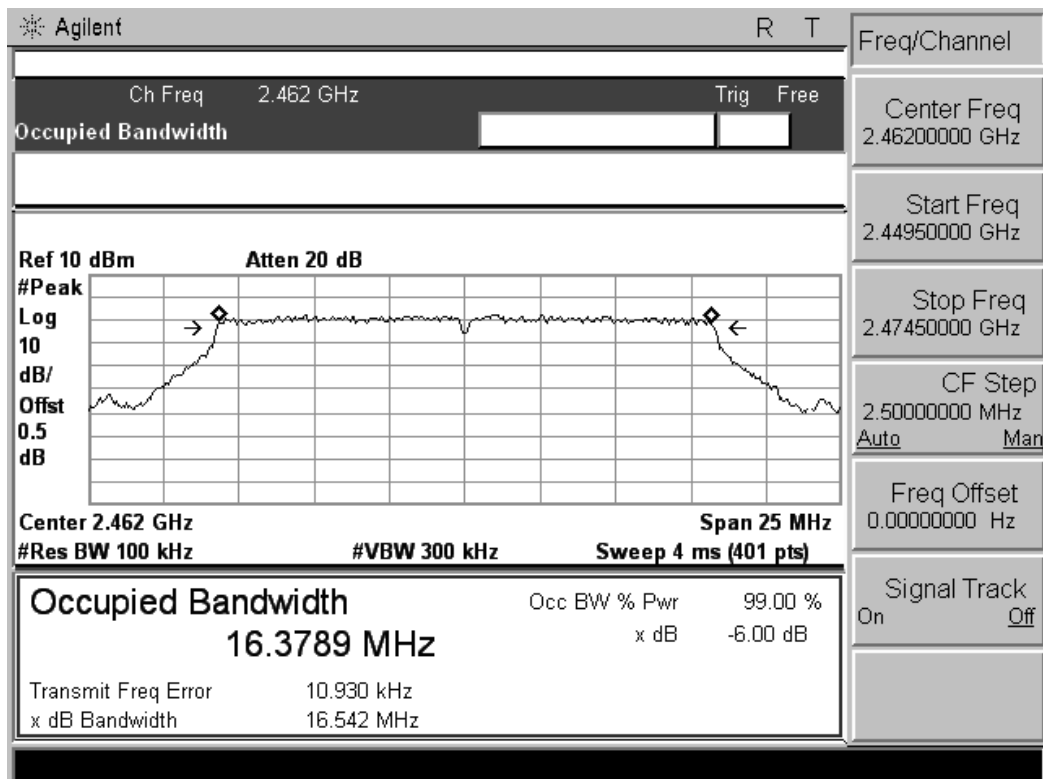 Agilent R T
Ch Freq 2.462 GHz Trig Free
Occupied Bandwidth
Ref 10 dBm Atten 20 dB
#Peak
Log
10
dB/
Offst
0.5
dB
Center 2.462 GHz Span 25 MHz
#Res BW 100 kHz #VBW 300 kHz Sweep 4 ms (401 pts)
Occupied Bandwidth
16.3789 MHz
Occ BW % Pwr 99.00 %
x dB -6.00 dB
Transmit Freq Error 10.930 kHz
x dB Bandwidth 16.542 MHz
Freq/Channel
Center Freq
2.46200000 GHz
Start Freq
2.44950000 GHz
Stop Freq
2.47450000 GHz
CF Step
2.50000000 MHz
Auto Man
Freq Offset
0.00000000 Hz
Signal Track
On Off